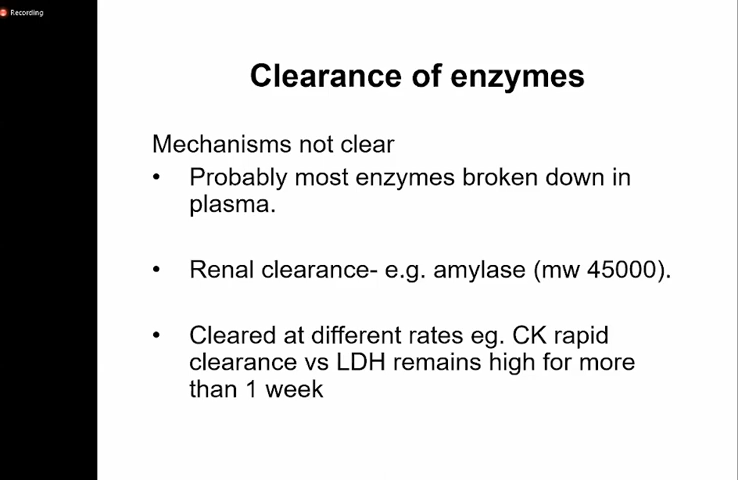 Recording
Clearance of enzymes
Mechanisms not clear
• Probably most enzymes broken down in
plasma.
• Renal clearance- e.g. amylase (mw 45000).
• Cleared at different rates eg. CK rapid
clearance vs LDH remains high for more
than 1 week